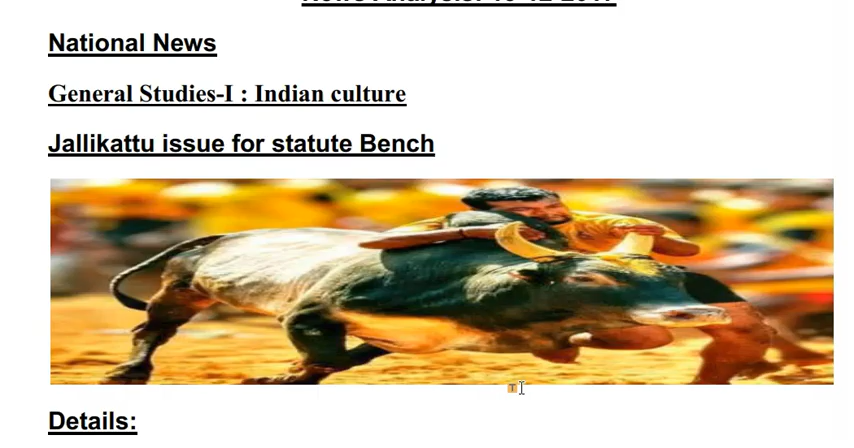 National News
General Studies-I : Indian culture
Jallikattu issue for statute Bench
Details: